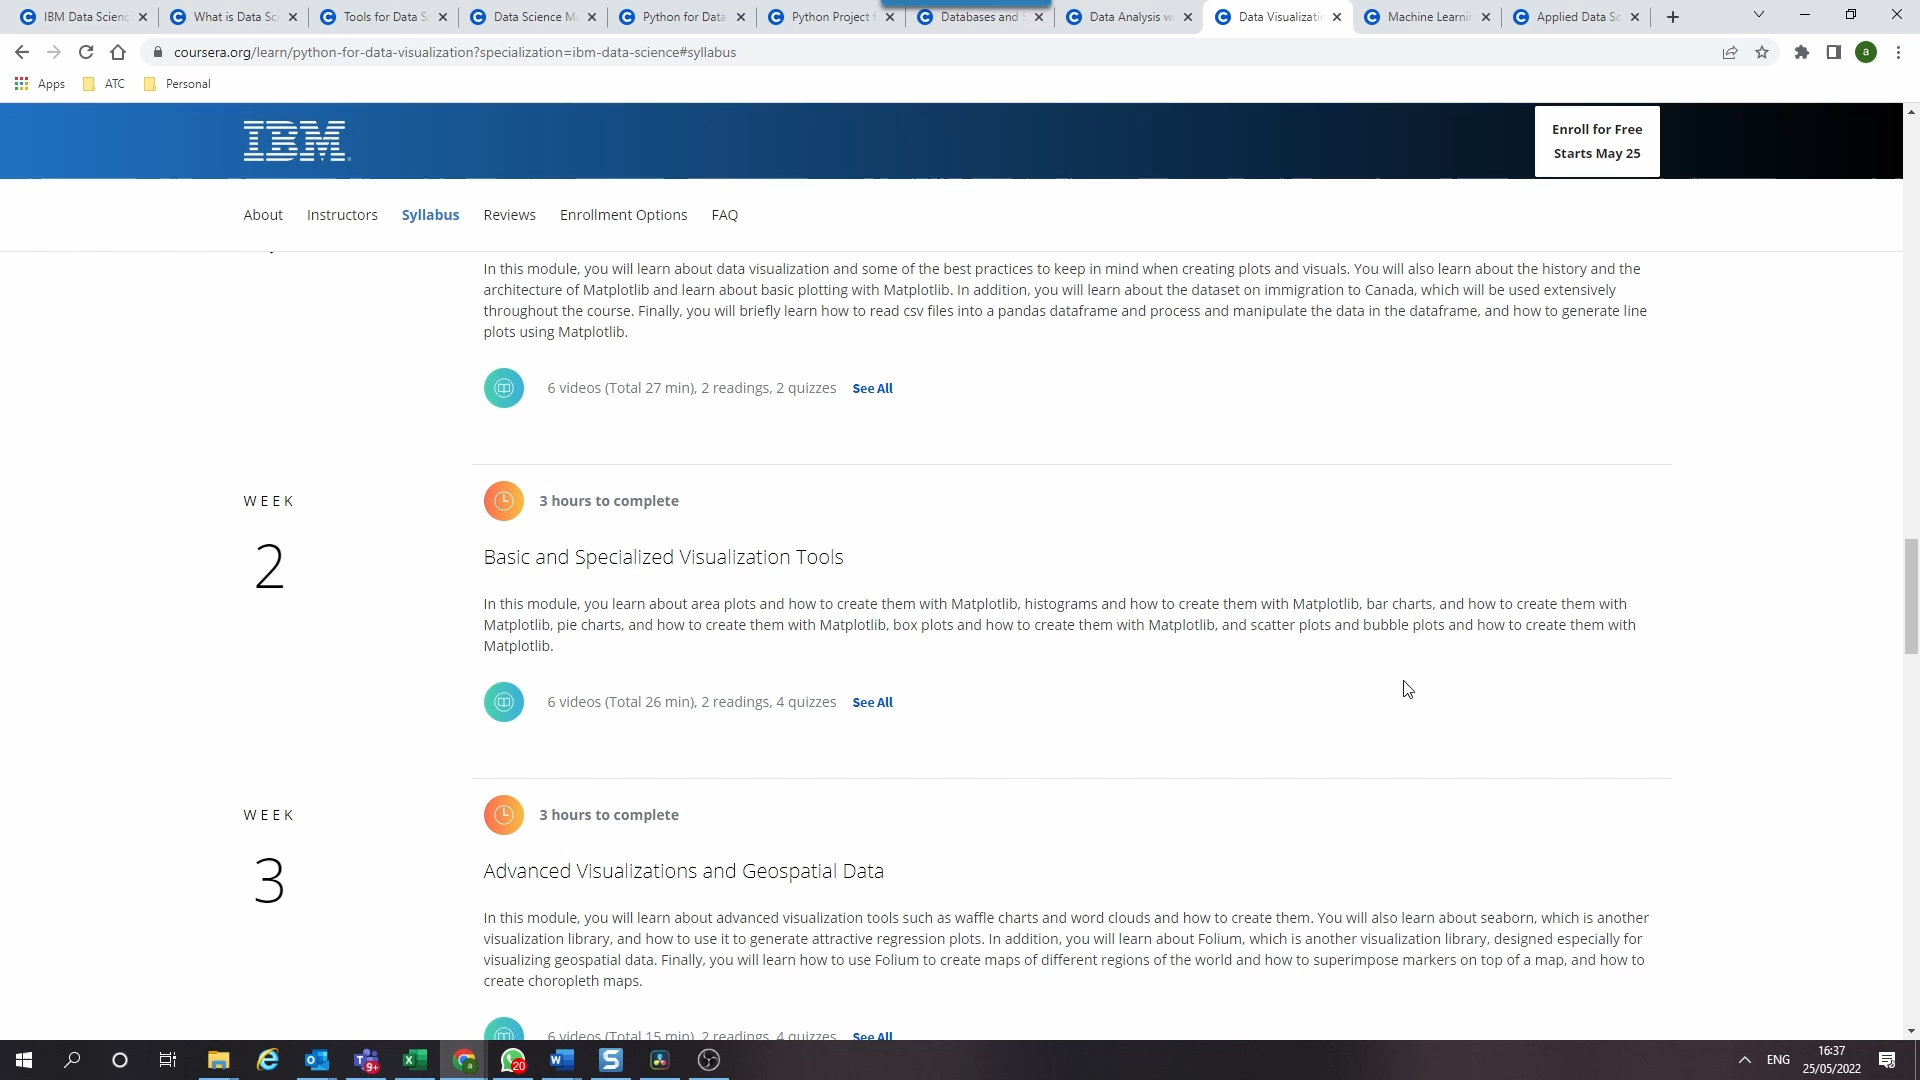 IBM Data Scienc
What is Data Sci
Tools for Data S
Data Science M
Python for Data
Python Project f
Databases and S
Data Analysis w
Data Visualizatio
Machine Learnin
Applied Data Sc
coursera.org/learn/python-for-data-visualization?specialization=ibm-data-science#syllabus
a
Apps
ATC
Personal
IBM
Enroll for Free
Starts May 25
About
Instructors
Syllabus
Reviews
Enrollment Options
FAQ
In this module, you will learn about data visualization and some of the best practices to keep in mind when creating plots and visuals. You will also learn about the history and the
architecture of Matplotlib and learn about basic plotting with Matplotlib. In addition, you will learn about the dataset on immigration to Canada, which will be used extensively
throughout the course. Finally, you will briefly learn how to read csv files into a pandas dataframe and process and manipulate the data in the dataframe, and how to generate line
plots using Matplotlib.
6 videos (Total 27 min), 2 readings, 2 quizzes See All
WEEK
2
3 hours to complete
Basic and Specialized Visualization Tools
In this module, you learn about area plots and how to create them with Matplotlib, histograms and how to create them with Matplotlib, bar charts, and how to create them with
Matplotlib, pie charts, and how to create them with Matplotlib, box plots and how to create them with Matplotlib, and scatter plots and bubble plots and how to create them with
Matplotlib.
6 videos (Total 26 min), 2 readings, 4 quizzes See All
WEEK
3
3 hours to complete
Advanced Visualizations and Geospatial Data
In this module, you will learn about advanced visualization tools such as waffle charts and word clouds and how to create them. You will also learn about seaborn, which is another
visualization library, and how to use it to generate attractive regression plots. In addition, you will learn about Folium, which is another visualization library, designed especially for
visualizing geospatial data. Finally, you will learn how to use Folium to create maps of different regions of the world and how to superimpose markers on top of a map, and how to
create choropleth maps.
6 videos (Total 15 min), 2 readings, 4 quizzes See All
9+
20
ENG
16:37
25/05/2022